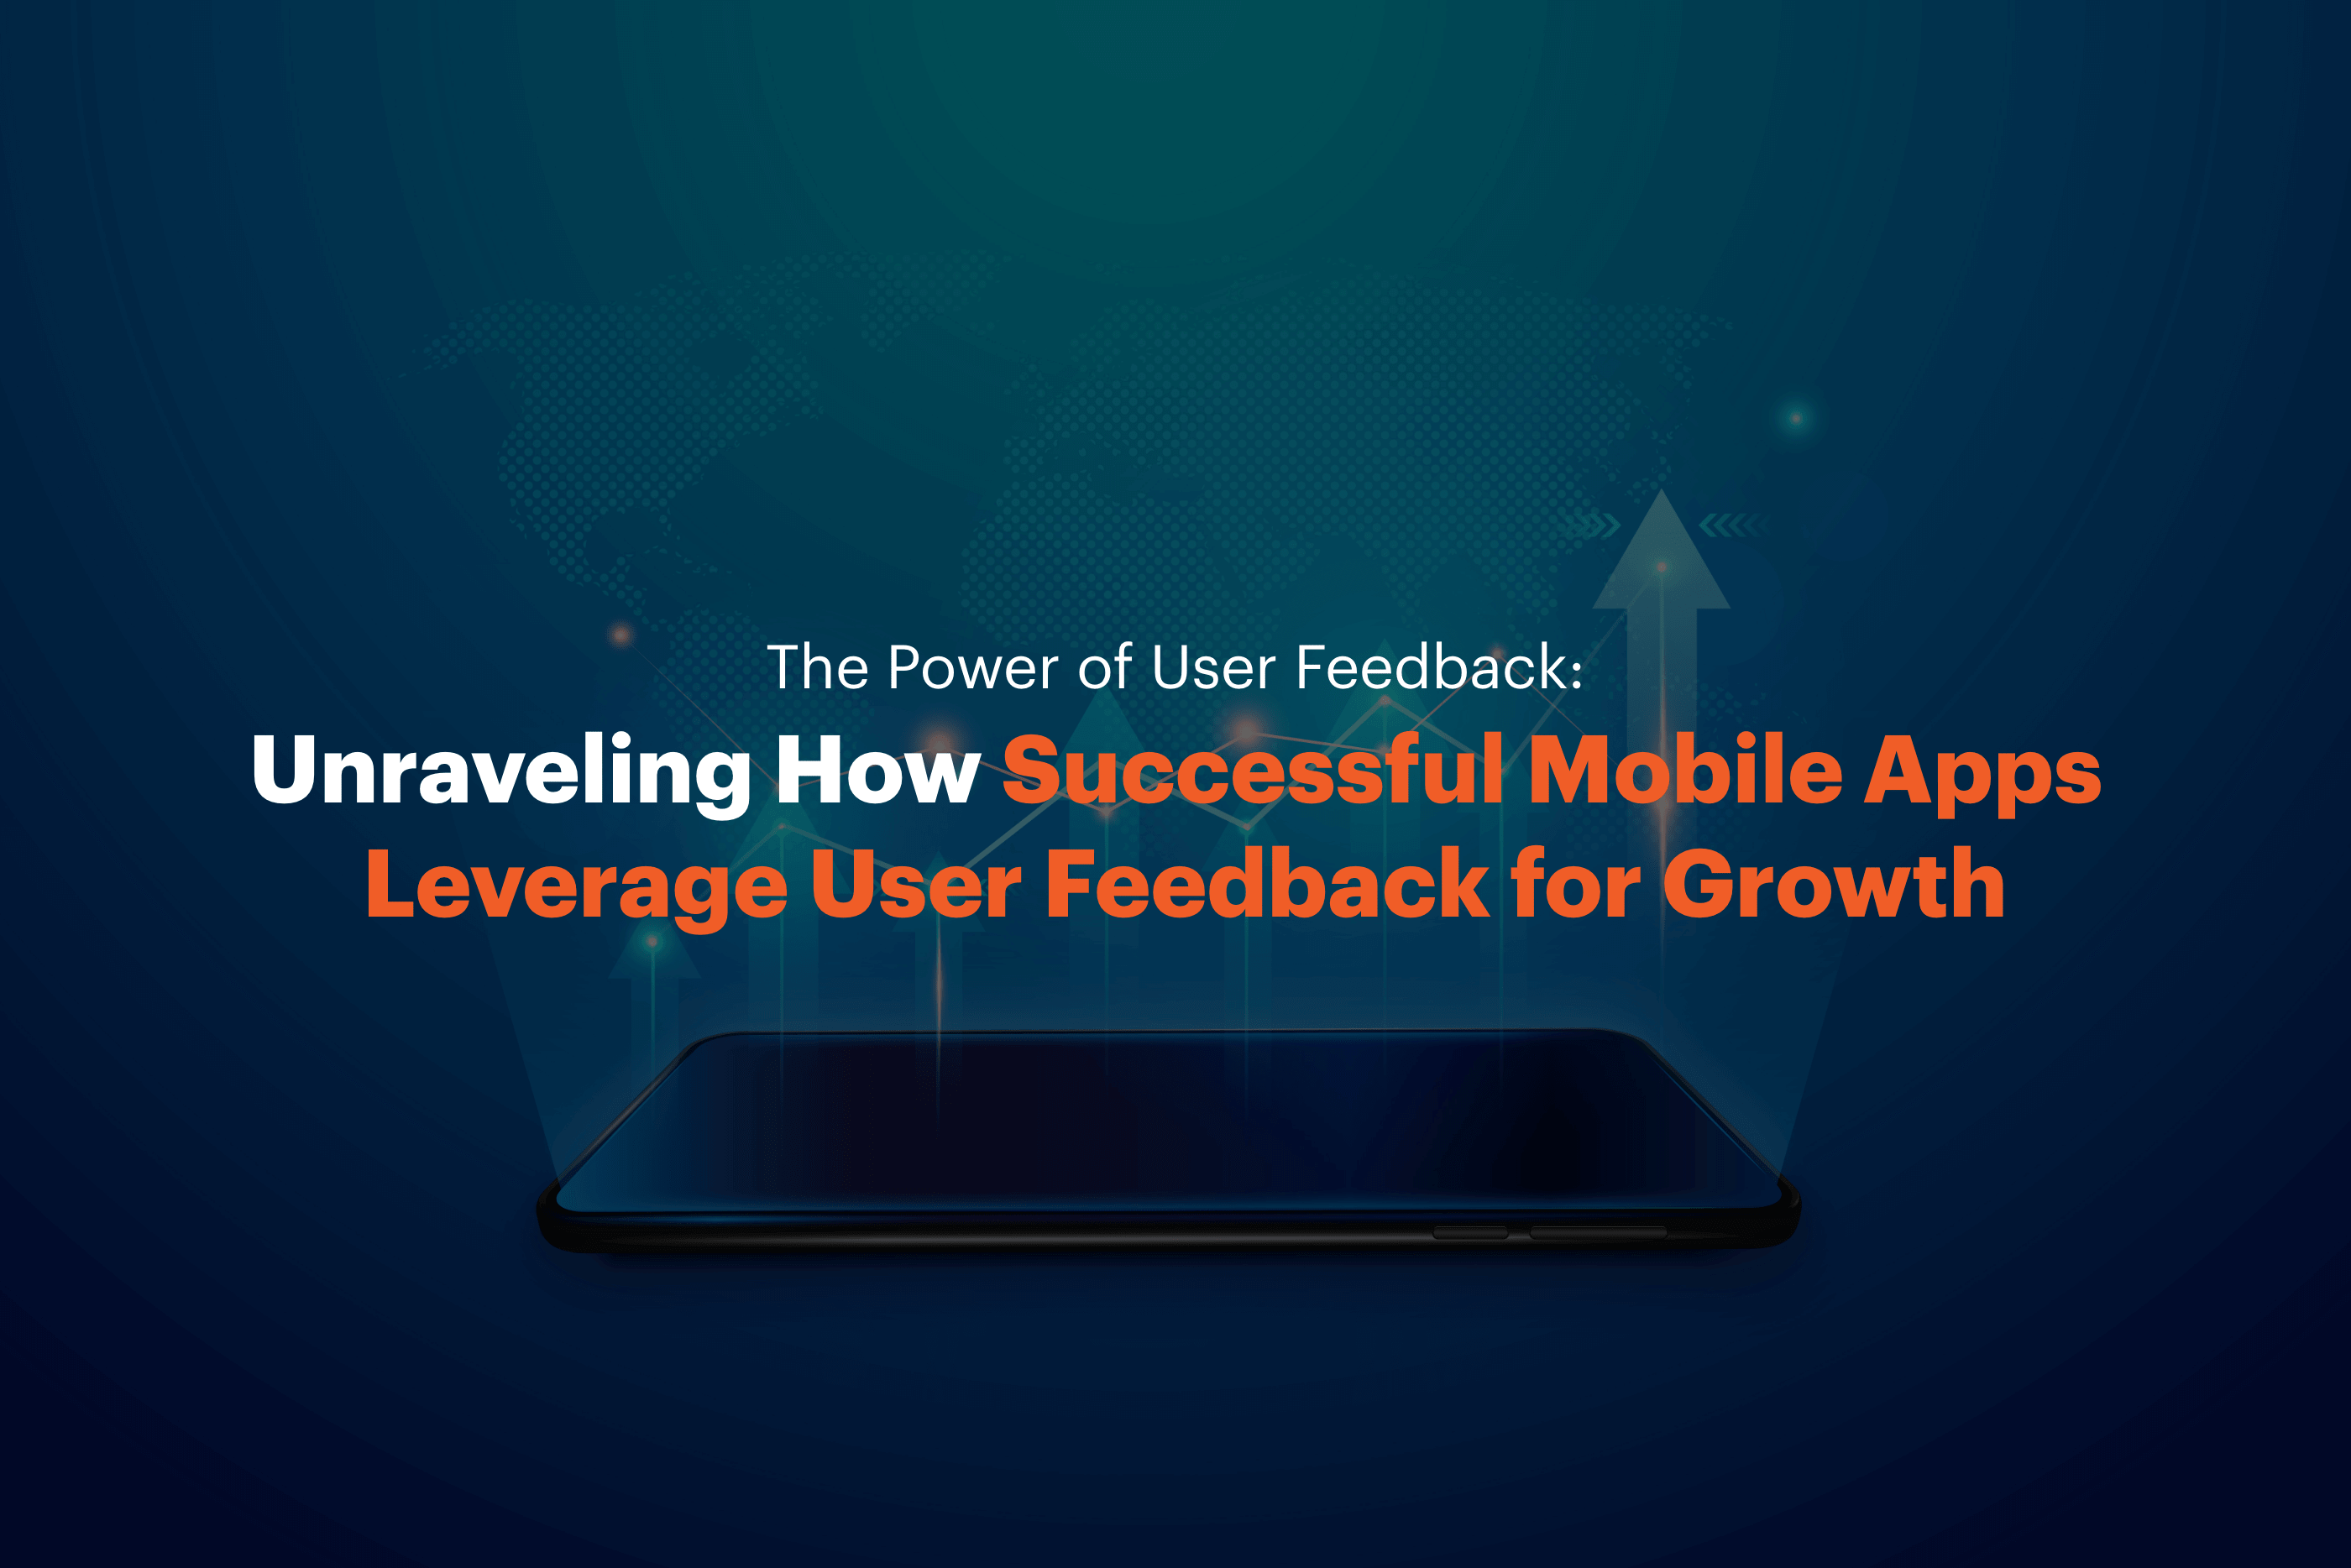 The Power of User Feedback:
Unraveling How Successful Mobile Apps
Leverage User Feedback for Growth